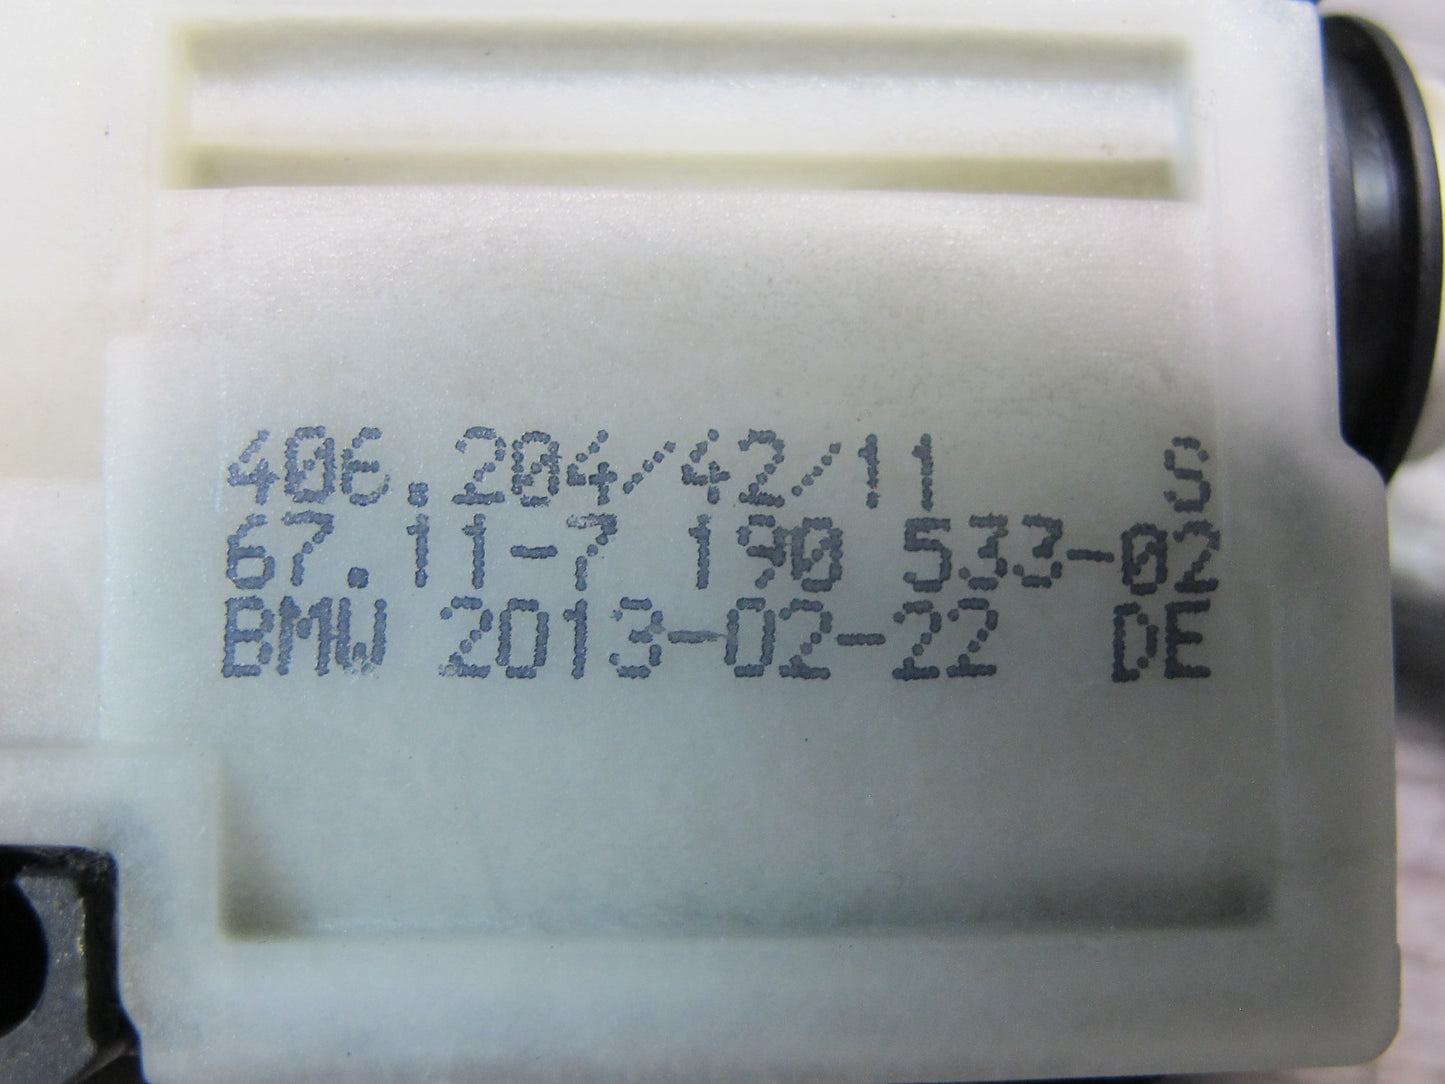 406.204/42/11 S
67.11-7 190 533-02
BMW 2013-02-22 DE